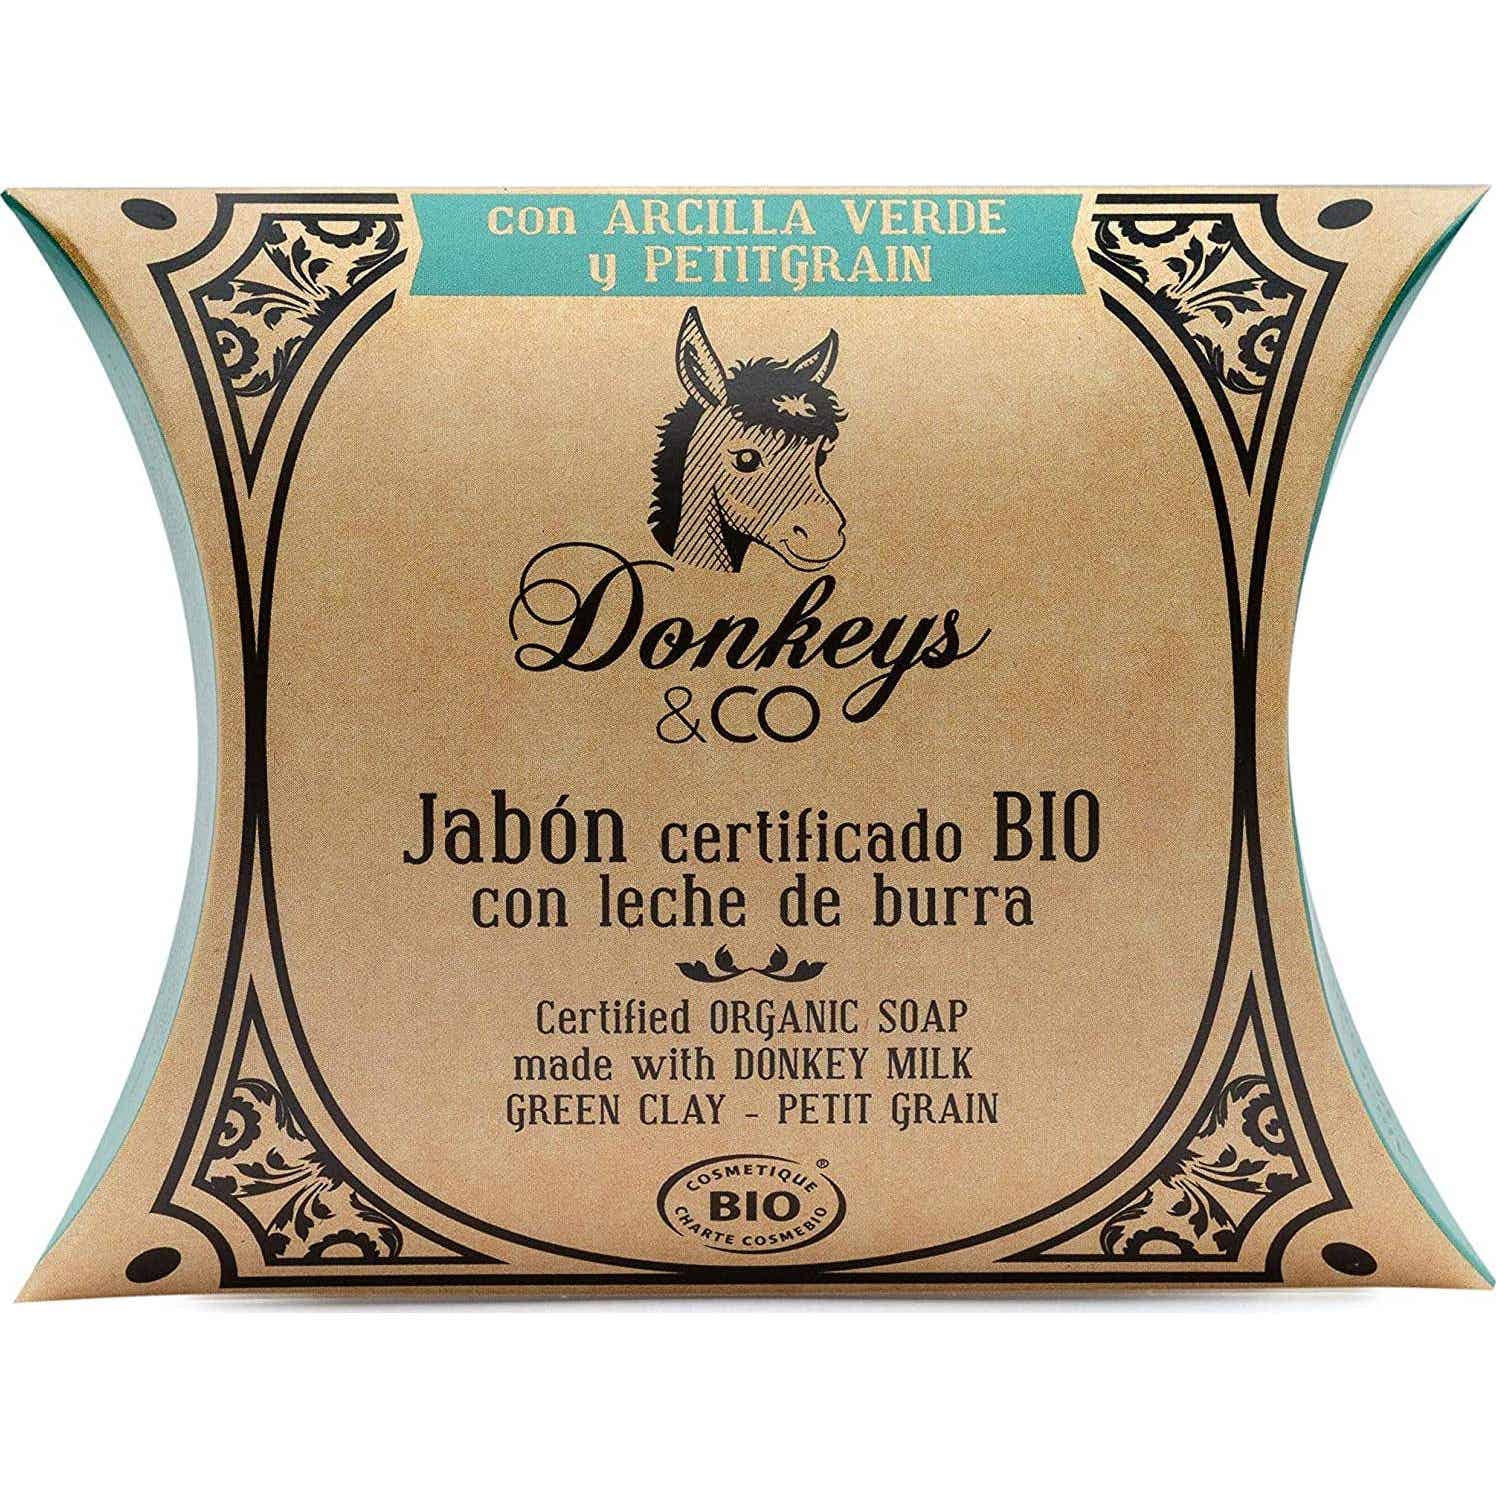 con ARCILLA VERDE
y PETITGRAIN
Donkeys
&CO
Jabón certificado BIO
con leche de burra
Certified ORGANIC SOAP
made with DONKEY MILK
GREEN CLAY - PETIT GRAIN
COSMETIQUE ®
BIO
CHARTE COSMEBIO